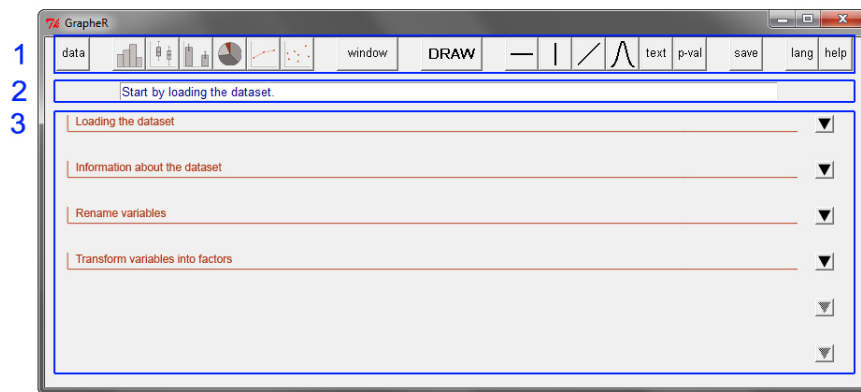 GrapheR
1 data window DRAW text p-val save lang help
2 Start by loading the dataset.
3 Loading the dataset
Information about the dataset
Rename variables
Transform variables into factors